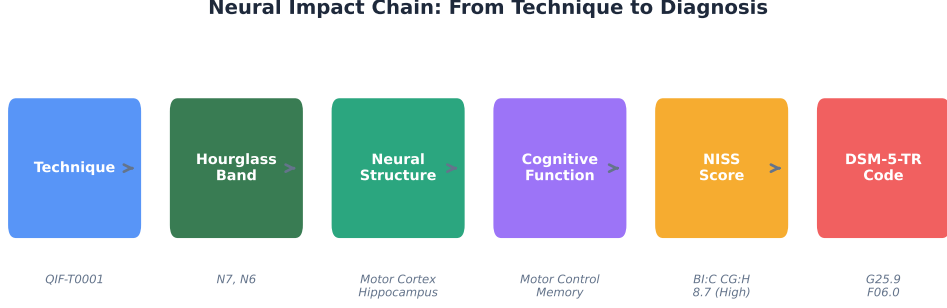 Neural Impact Chain: From Technique to Diagnosis
Technique
Hourglass
Band
Neural
Structure
Cognitive
Function
NISS
Score
DSM-5-TR
Code
QIF-T0001
N7, N6
Motor Cortex
Hippocampus
Motor Control
Memory
BI:C CG:H
8.7 (High)
G25.9
F06.0